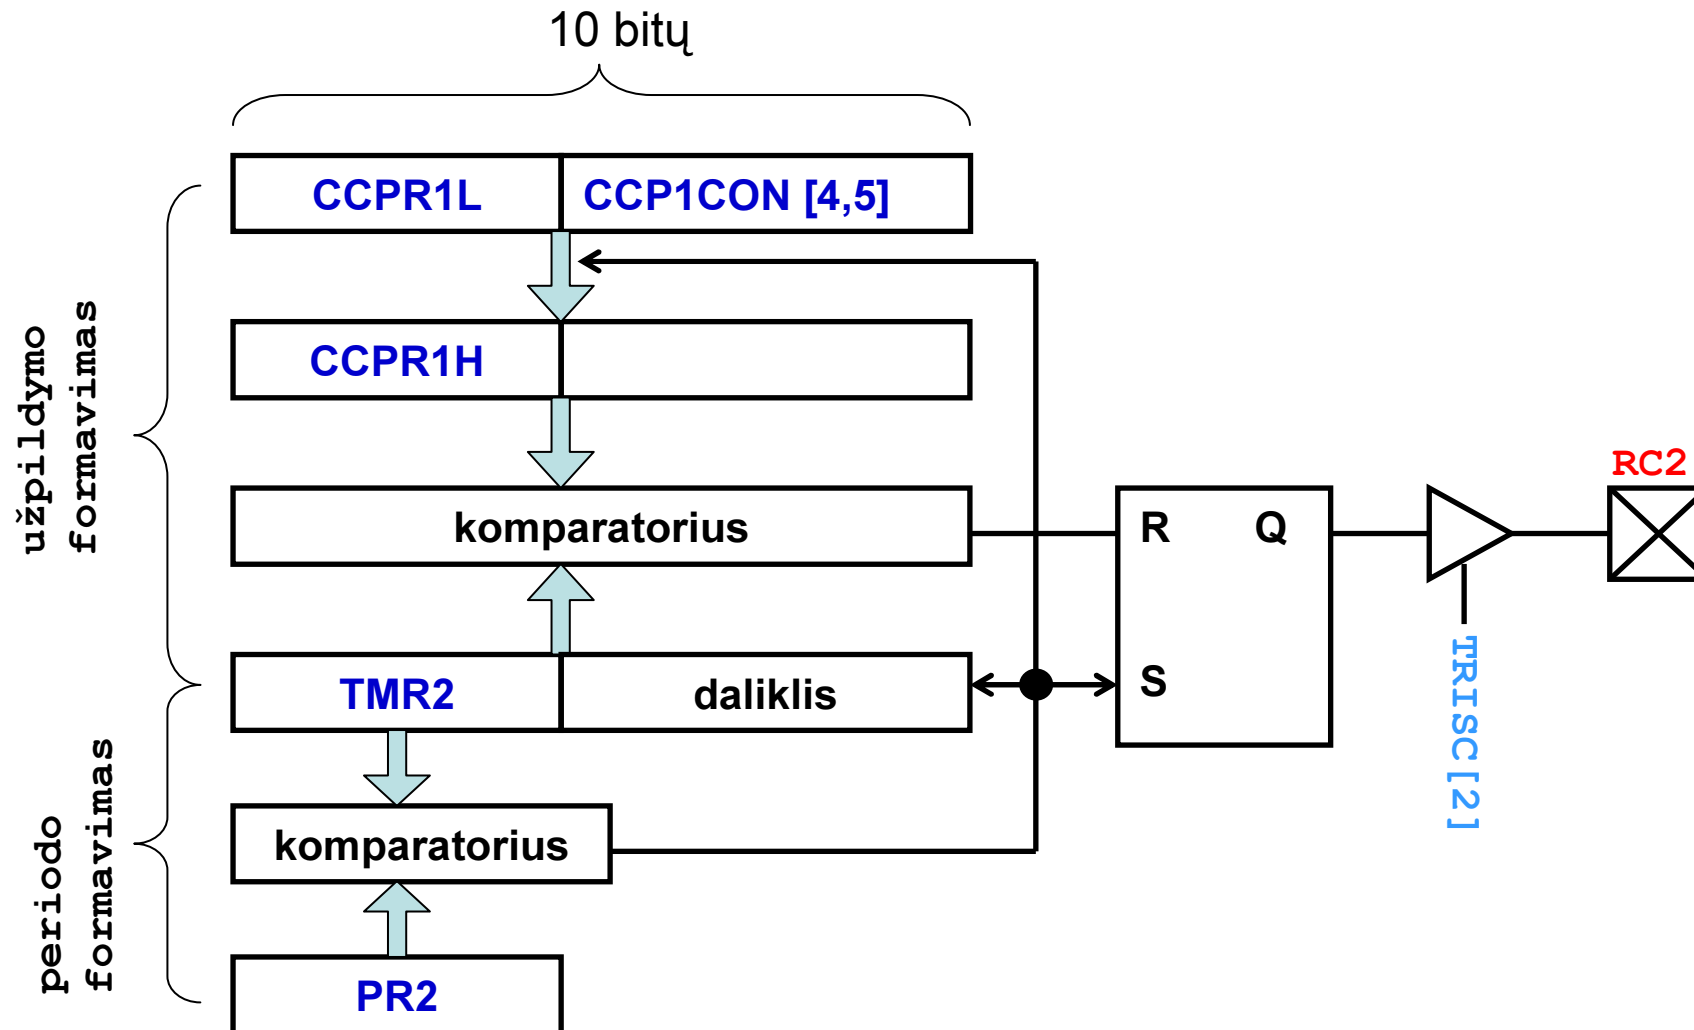 10 bitų
CCPR1L
CCP1CON [4,5]
užpildymo
formavimas
CCPR1H
komparatorius
R
Q
RC2
TMR2
daliklis
S
TRISC[2]
periodo
formavimas
komparatorius
PR2